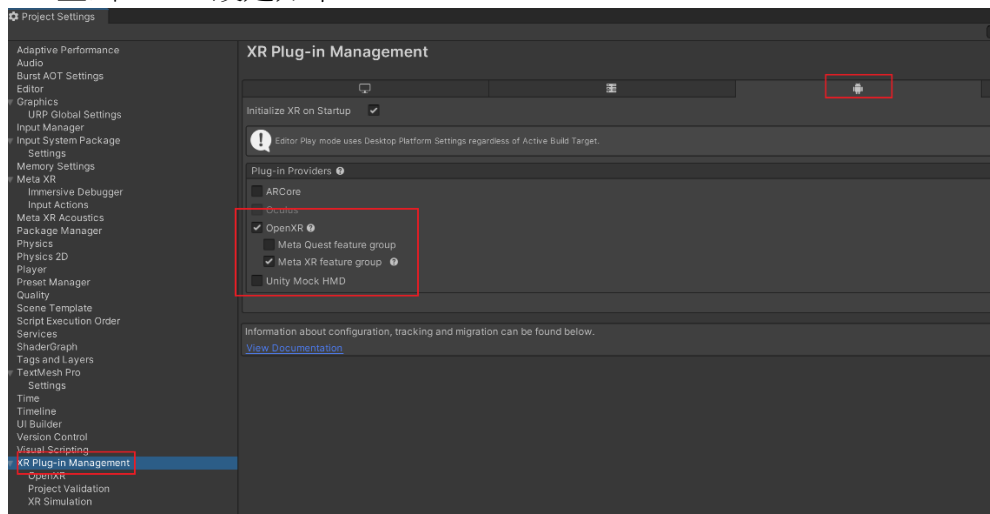 Project Settings
Adaptive Performance
Audio
Burst AOT Settings
Editor
Graphics
URP Global Settings
Input Manager
Input System Package
Settings
Memory Settings
Meta XR
Immersive Debugger
Input Actions
Meta XR Acoustics
Package Manager
Physics
Physics 2D
Player
Preset Manager
Quality
Scene Template
Script Execution Order
Services
ShaderGraph
Tags and Layers
TextMesh Pro
Settings
Time
Timeline
UI Builder
Version Control
Visual Scripting
XR Plug-in Management
OpenXR
Project Validation
XR Simulation
XR Plug-in Management
Initialize XR on Startup
Editor Play mode uses Desktop Platform Settings regardless of Active Build Target.
Plug-in Providers
ARCore
Oculus
OpenXR
Meta Quest feature group
Meta XR feature group
Unity Mock HMD
Information about configuration, tracking and migration can be found below.
View Documentation